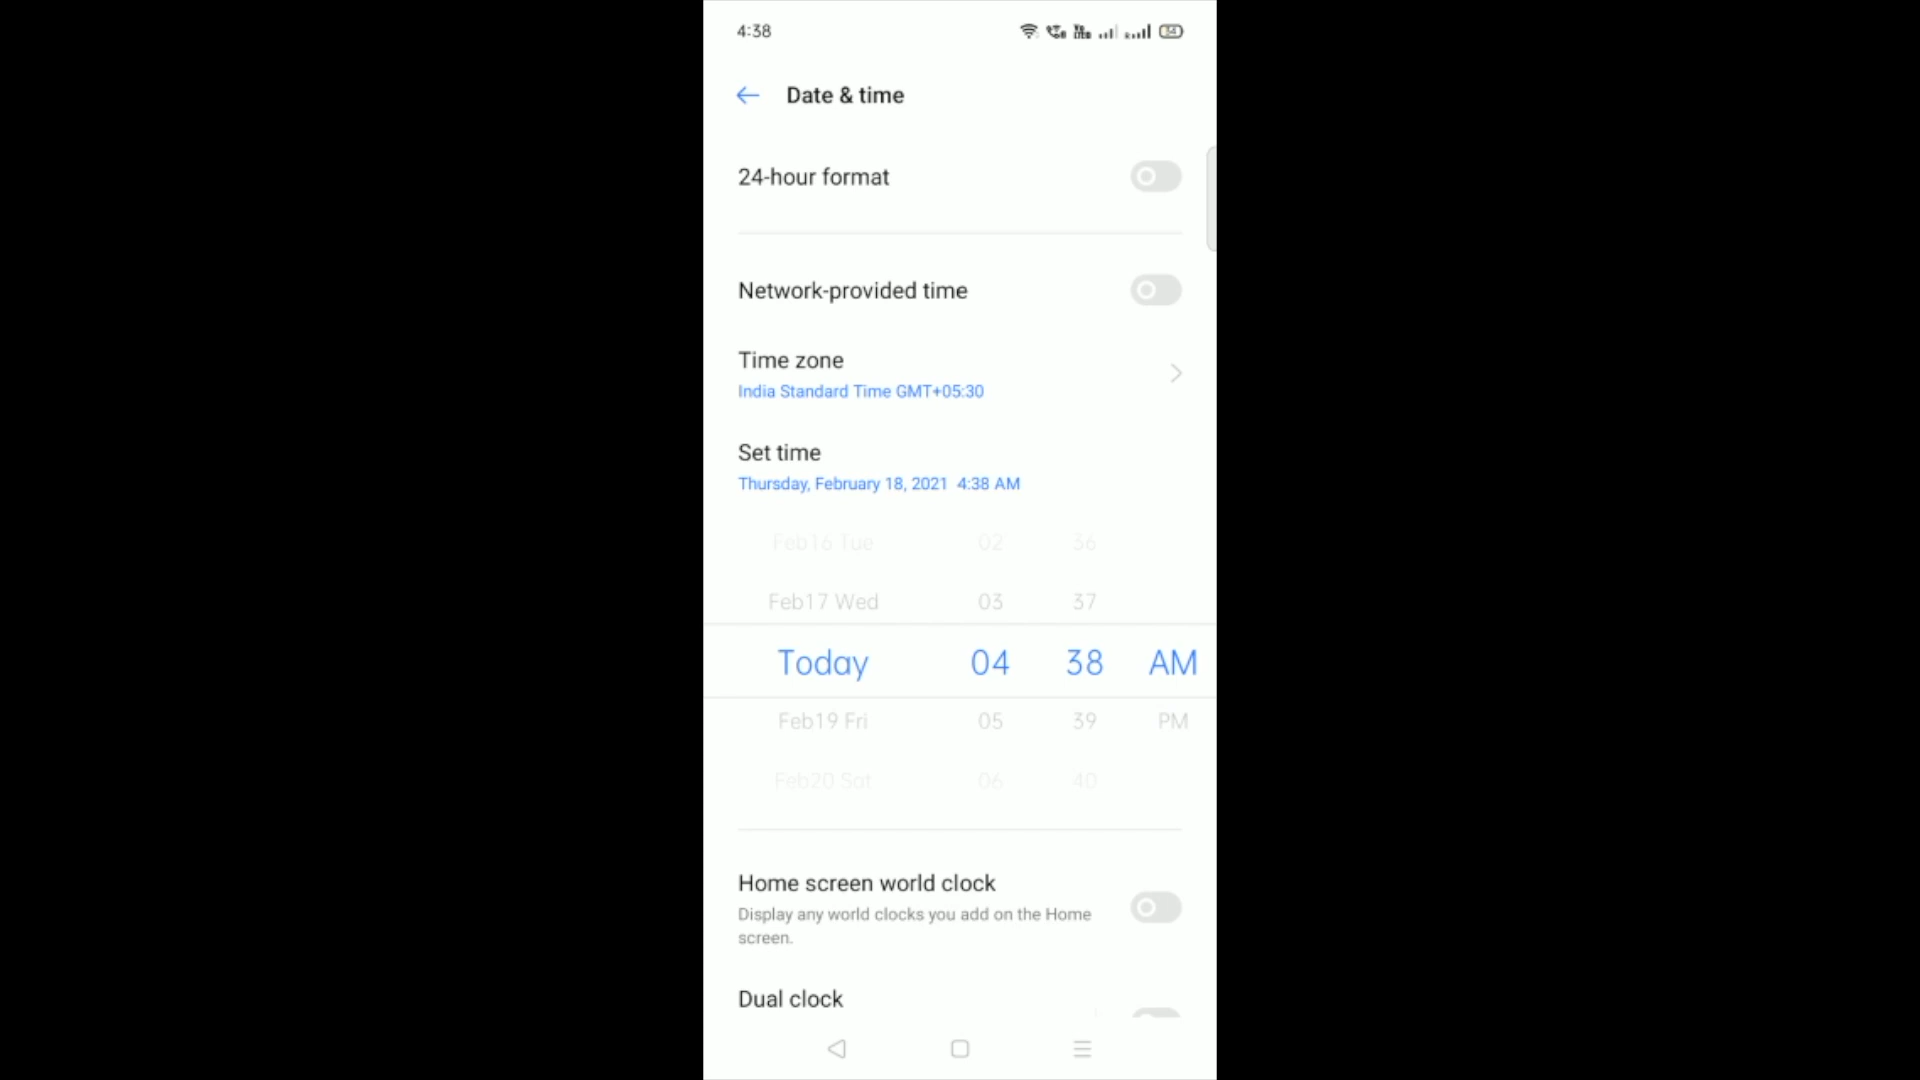 4:38
Date & time
24-hour format
Network-provided time
Time zone
India Standard Time GMT+05:30
Set time
Thursday, February 18, 2021 4:38 AM
Feb16 Tue 02 36
Feb17 Wed 03 37
Today 04 38 AM
Feb19 Fri 05 39 PM
Feb20 Sat 06 40
Home screen world clock
Display any world clocks you add on the Home
screen.
Dual clock